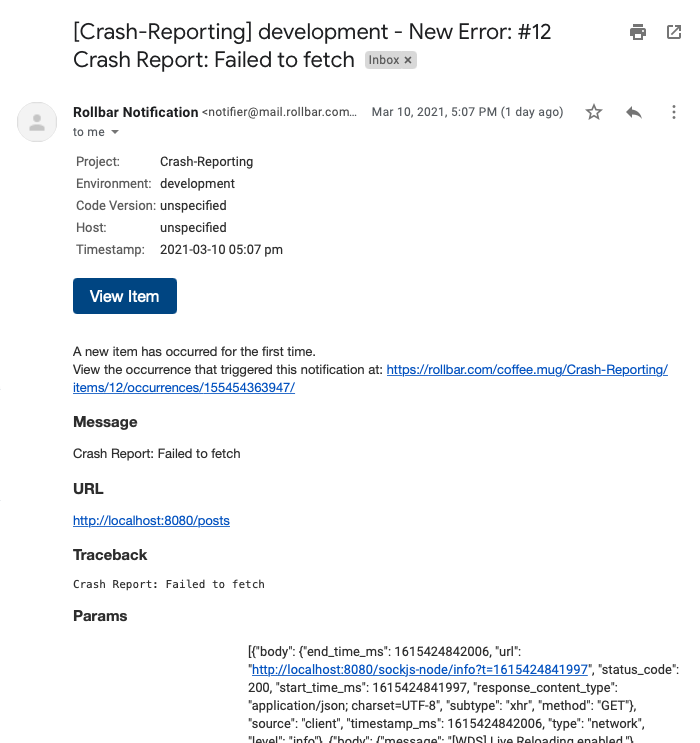 [Crash-Reporting] development - New Error: #12
Crash Report: Failed to fetch Inbox ×
Rollbar Notification <notifier@mail.rollbar.com... Mar 10, 2021, 5:07 PM (1 day ago)
to me
Project: Crash-Reporting
Environment: development
Code Version: unspecified
Host: unspecified
Timestamp: 2021-03-10 05:07 pm
View Item
A new item has occurred for the first time.
View the occurrence that triggered this notification at: https://rollbar.com/coffee.mug/Crash-Reporting/
items/12/occurrences/155454363947/
Message
Crash Report: Failed to fetch
URL
http://localhost:8080/posts
Traceback
Crash Report: Failed to fetch
Params
[{"body": {"end_time_ms": 1615424842006, "url":
"http://localhost:8080/sockjs-node/info?t=1615424841997", "status_code":
200, "start_time_ms": 1615424841997, "response_content_type":
"application/json; charset=UTF-8", "subtype": "xhr", "method": "GET"},
"source": "client", "timestamp_ms": 1615424842006, "type": "network",
"level": "info"}, {"body": {"message": "[WDS] Live Reloading enabled."},